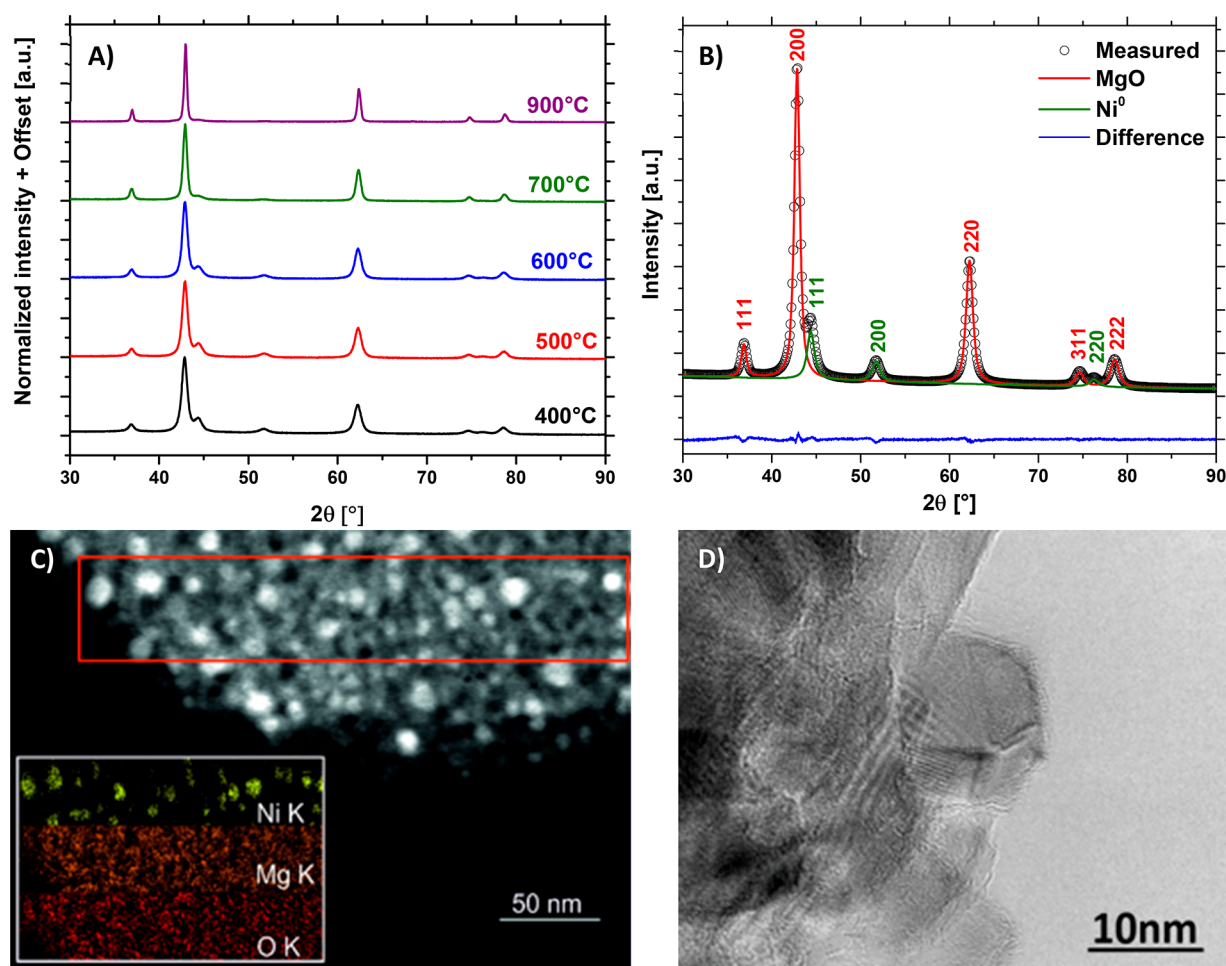 A)
Normalized intensity + Offset [a.u.]
900°C
700°C
600°C
500°C
400°C
30 40 50 60 70 80 90
2θ [°]
B)
Intensity [a.u.]
Measured
MgO
Ni⁰
Difference
111
200
111
200
220
311
220
222
30 40 50 60 70 80 90
2θ [°]
C)
Ni K
Mg K
O K
50 nm
D)
10nm